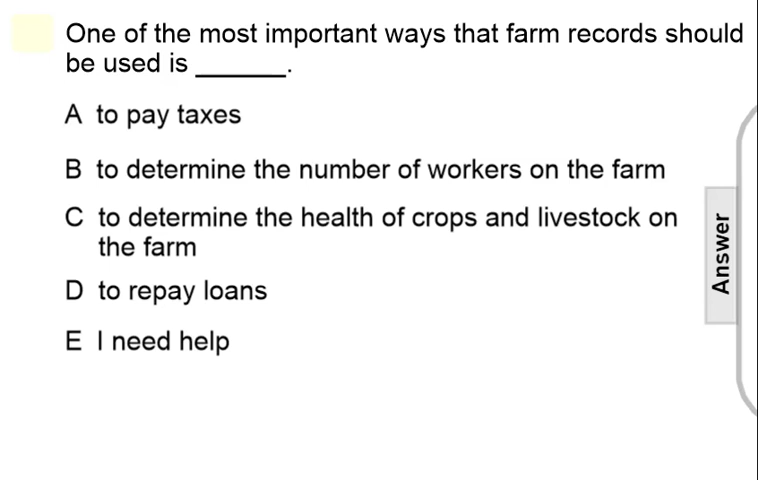 One of the most important ways that farm records should
be used is ______.
A to pay taxes
B to determine the number of workers on the farm
C to determine the health of crops and livestock on
the farm
D to repay loans
E I need help
Answer